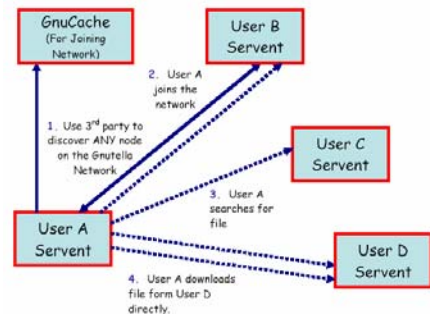 GnuCache
(For Joining
Network)
User B
Servent
2. User A
joins the
network
1. Use 3rd party to
discover ANY node
on the Gnutella
Network
User C
Servent
3. User A
searches for
file
User A
Servent
User D
Servent
4. User A downloads
file form User D
directly.